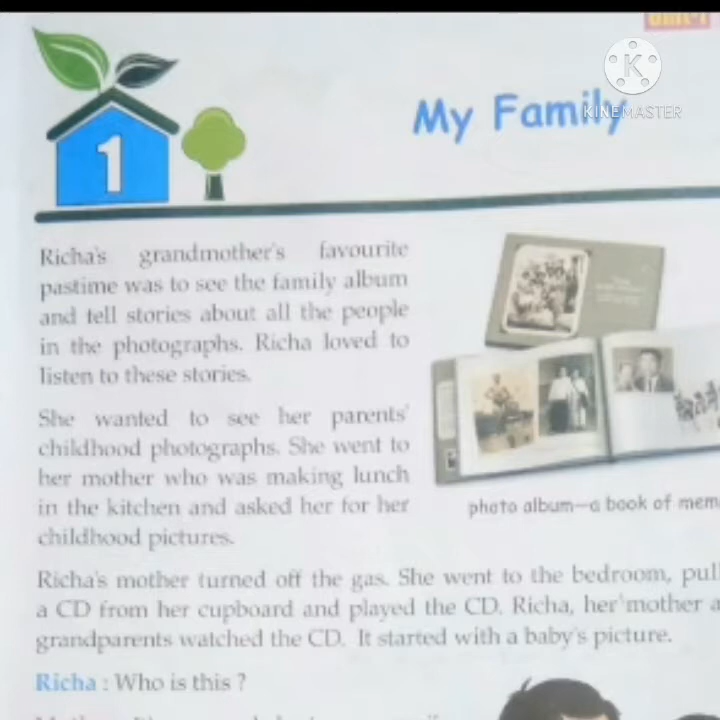 Unit-1
KINEMASTER
My Family
1
Richa's grandmother's favourite
pastime was to see the family album
and tell stories about all the people
in the photographs. Richa loved to
listen to these stories.
She wanted to see her parents'
childhood photographs. She went to
her mother who was making lunch
in the kitchen and asked her for her
childhood pictures.
photo album—a book of mem
Richa's mother turned off the gas. She went to the bedroom, pull
a CD from her cupboard and played the CD. Richa, her mother a
grandparents watched the CD. It started with a baby's picture.
Richa : Who is this ?